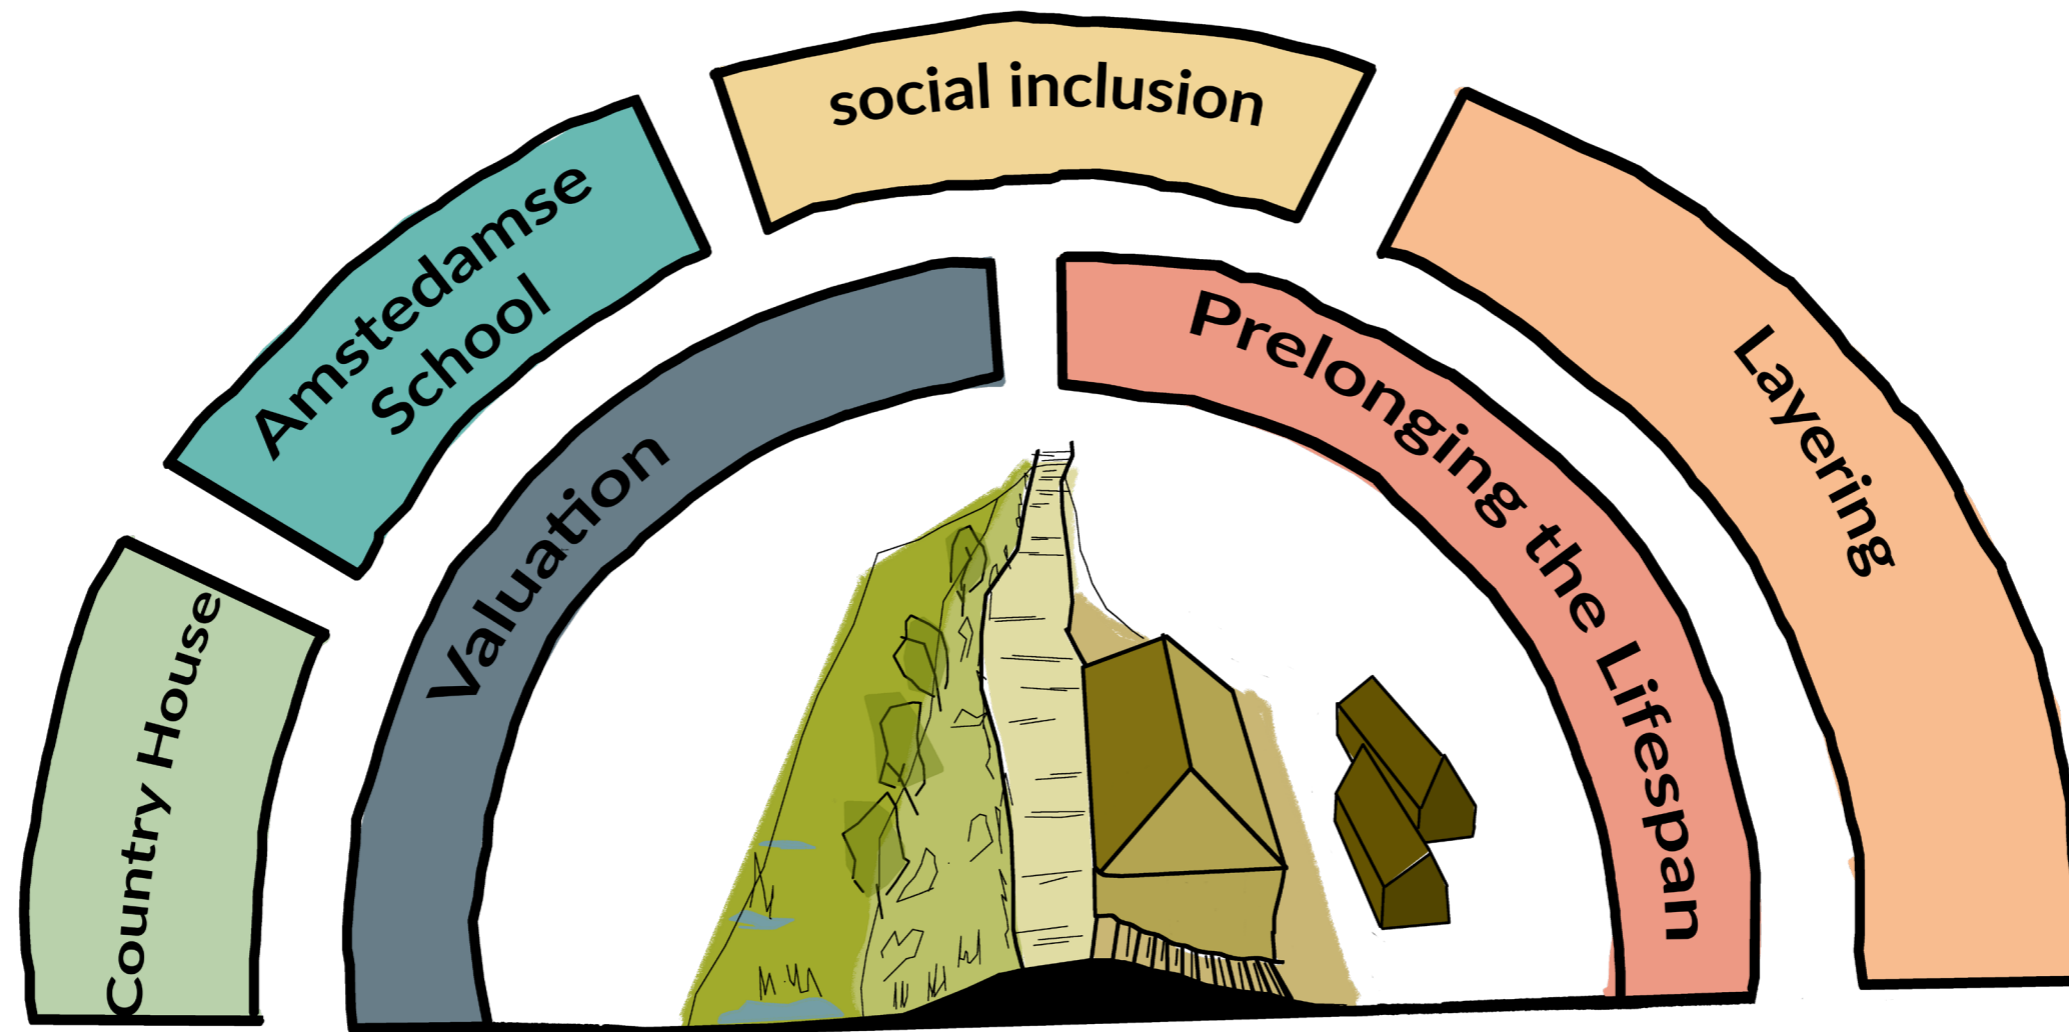 social inclusion
Amstedamse
School
Layering
Prelonging the Lifespan
Valuation
Country House